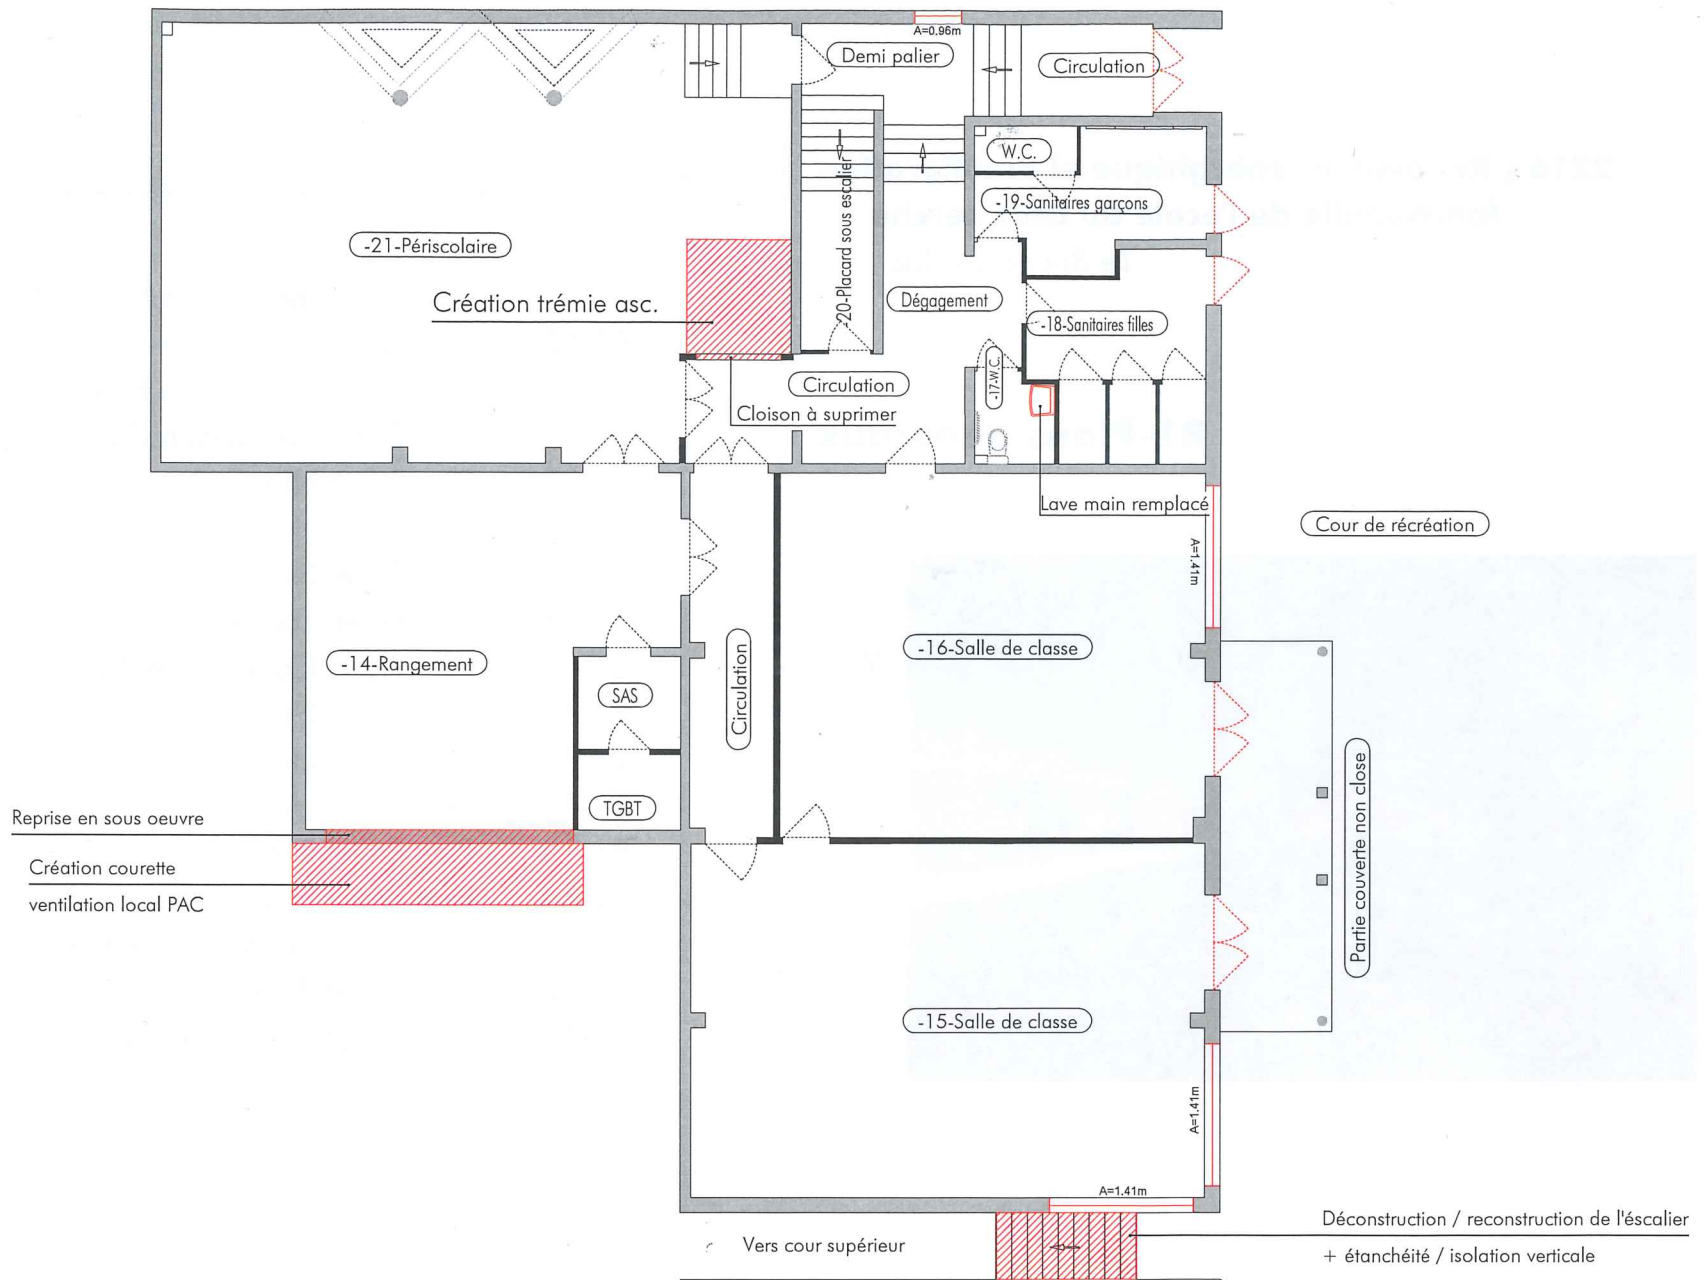 A=0.96m
Demi palier
Circulation
W.C.
-19-Sanitaires garçons
-21-Périscolaire
-20-Placard sous escalier
Création trémie asc.
Dégagement
-18-Sanitaires filles
-17-W.C.
Circulation
Cloison à suprimer
Lave main remplacé
Cour de récréation
A=1.41m
-16-Salle de classe
-14-Rangement
SAS
Circulation
TGBT
Partie couverte non close
Reprise en sous oeuvre
Création courette
ventilation local PAC
-15-Salle de classe
A=1.41m
A=1.41m
Vers cour supérieur
Déconstruction / reconstruction de l'éscalier
+ étanchéité / isolation verticale